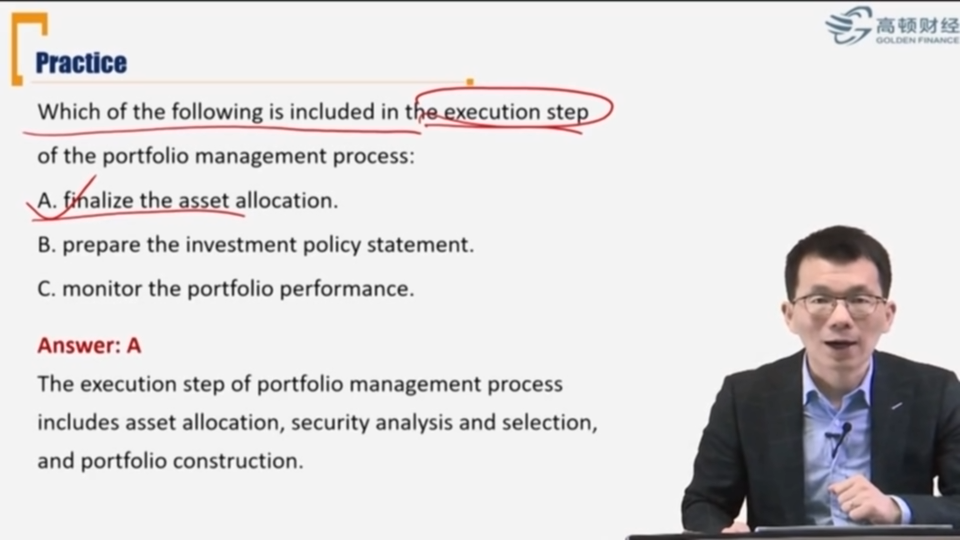 高顿财经
GOLDEN FINANCE
Practice
Which of the following is included in the execution step
of the portfolio management process:
A. finalize the asset allocation.
B. prepare the investment policy statement.
C. monitor the portfolio performance.
Answer: A
The execution step of portfolio management process
includes asset allocation, security analysis and selection,
and portfolio construction.